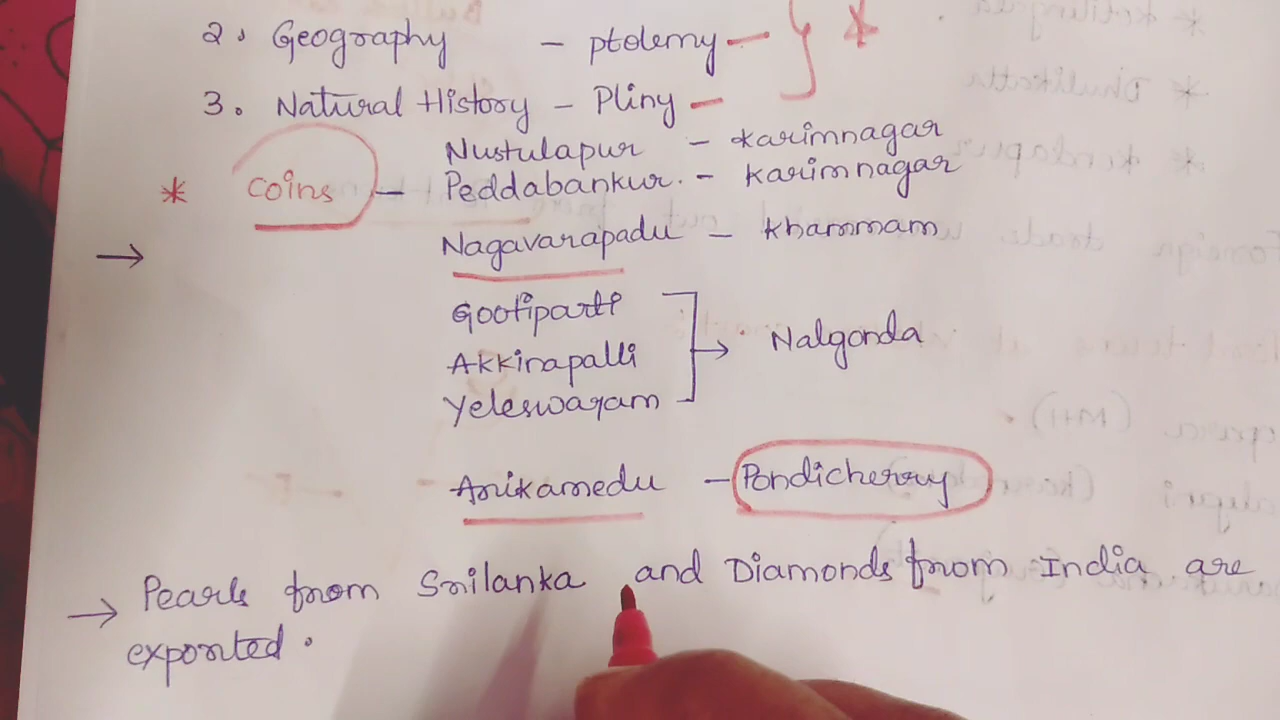 2. Geography - ptolemy -
3. Natural History - Pliny -
Nustulapur - karimnagar
* Coins - Peddabankur. - karimnagar
→ Nagavarapadu - khammam
Gootiparti
Akkirapalli → Nalgonda
Yeleswaram
Arikamedu - Pondicherry
→ Pearls from Srilanka and Diamonds from India are
exported.